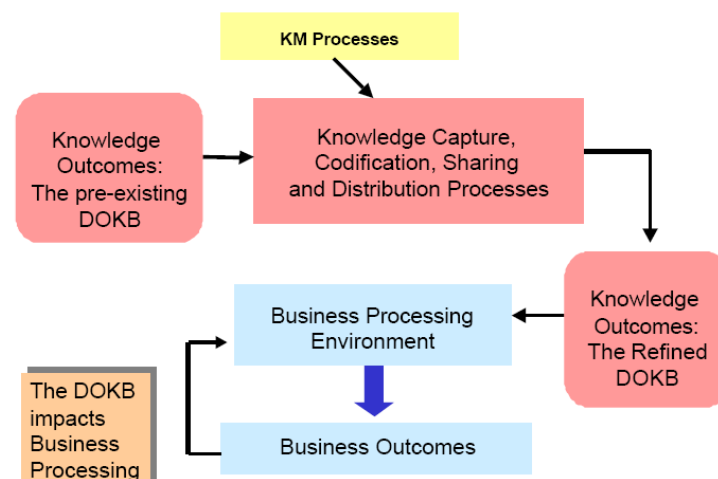 KM Processes
Knowledge
Outcomes:
The pre-existing
DOKB
Knowledge Capture,
Codification, Sharing
and Distribution Processes
Knowledge
Outcomes:
The Refined
DOKB
Business Processing
Environment
The DOKB
impacts
Business
Processing
Business Outcomes